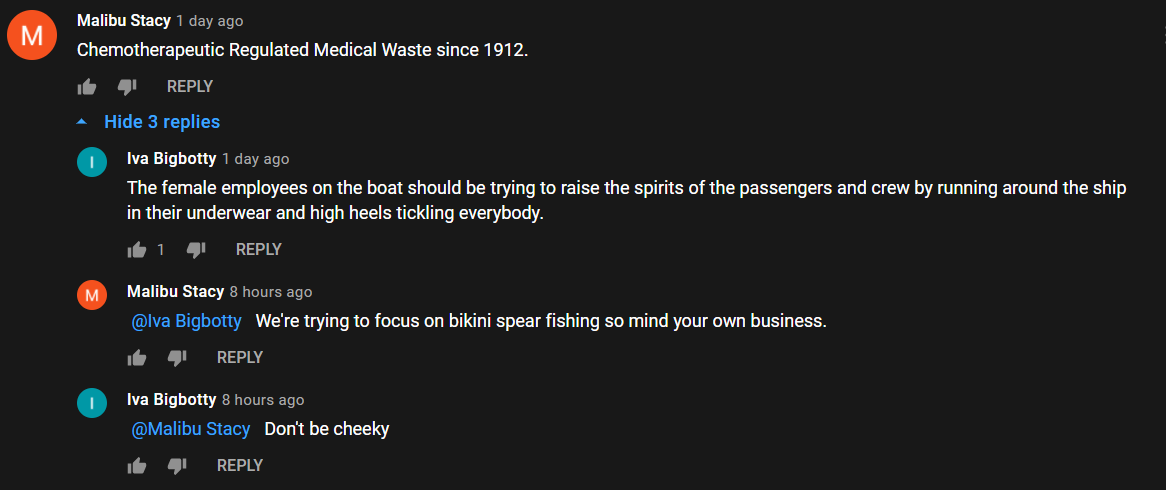 M
Malibu Stacy 1 day ago
Chemotherapeutic Regulated Medical Waste since 1912.
REPLY
Hide 3 replies
I
Iva Bigbotty 1 day ago
The female employees on the boat should be trying to raise the spirits of the passengers and crew by running around the ship
in their underwear and high heels tickling everybody.
1 REPLY
M
Malibu Stacy 8 hours ago
@Iva Bigbotty We're trying to focus on bikini spear fishing so mind your own business.
REPLY
I
Iva Bigbotty 8 hours ago
@Malibu Stacy Don't be cheeky
REPLY